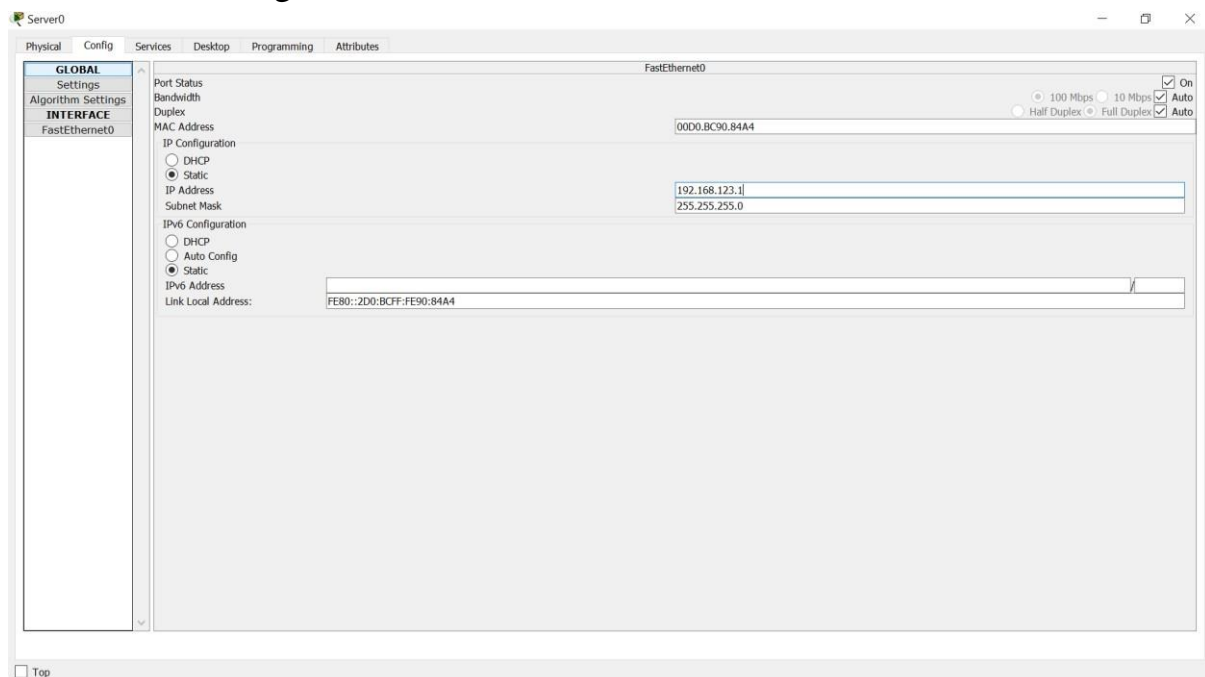 Server0
Physical Config Services Desktop Programming Attributes
GLOBAL
Settings
Algorithm Settings
INTERFACE
FastEthernet0
FastEthernet0
Port Status On
Bandwidth 100 Mbps 10 Mbps Auto
Duplex Half Duplex Full Duplex Auto
MAC Address 00D0.BC90.84A4
IP Configuration
DHCP
Static
IP Address 192.168.123.1
Subnet Mask 255.255.255.0
IPv6 Configuration
DHCP
Auto Config
Static
IPv6 Address /
Link Local Address: FE80::2D0:BCFF:FE90:84A4
Top